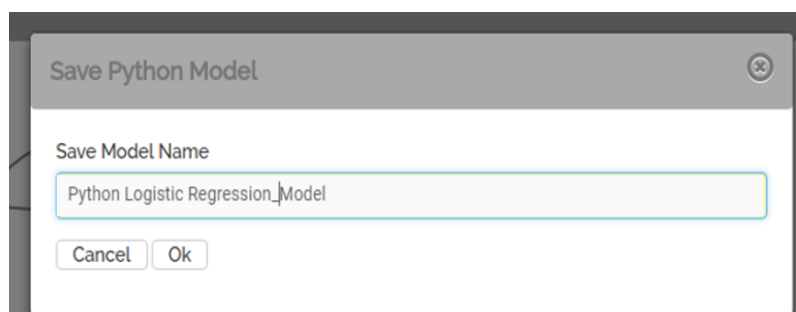 Save Python Model
Save Model Name
Python Logistic Regression_Model
Cancel Ok